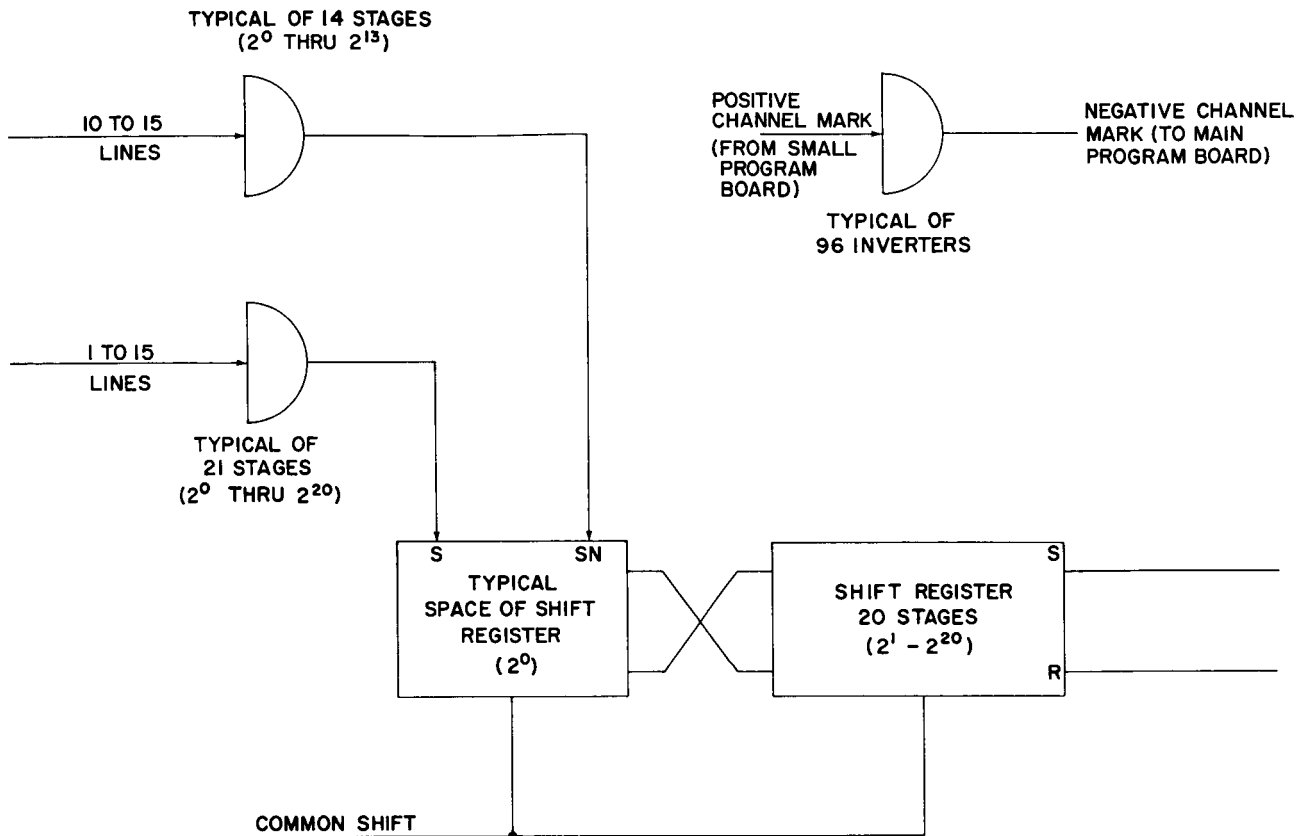 TYPICAL OF 14 STAGES
(2⁰ THRU 2¹³)
10 TO 15
LINES
POSITIVE
CHANNEL MARK
(FROM SMALL
PROGRAM
BOARD)
NEGATIVE CHANNEL
MARK (TO MAIN
PROGRAM BOARD)
TYPICAL OF
96 INVERTERS
1 TO 15
LINES
TYPICAL OF
21 STAGES
(2⁰ THRU 2²⁰)
S SN
TYPICAL
SPACE OF SHIFT
REGISTER
(2⁰)
S
SHIFT REGISTER
20 STAGES
(2¹ – 2²⁰)
R
COMMON SHIFT